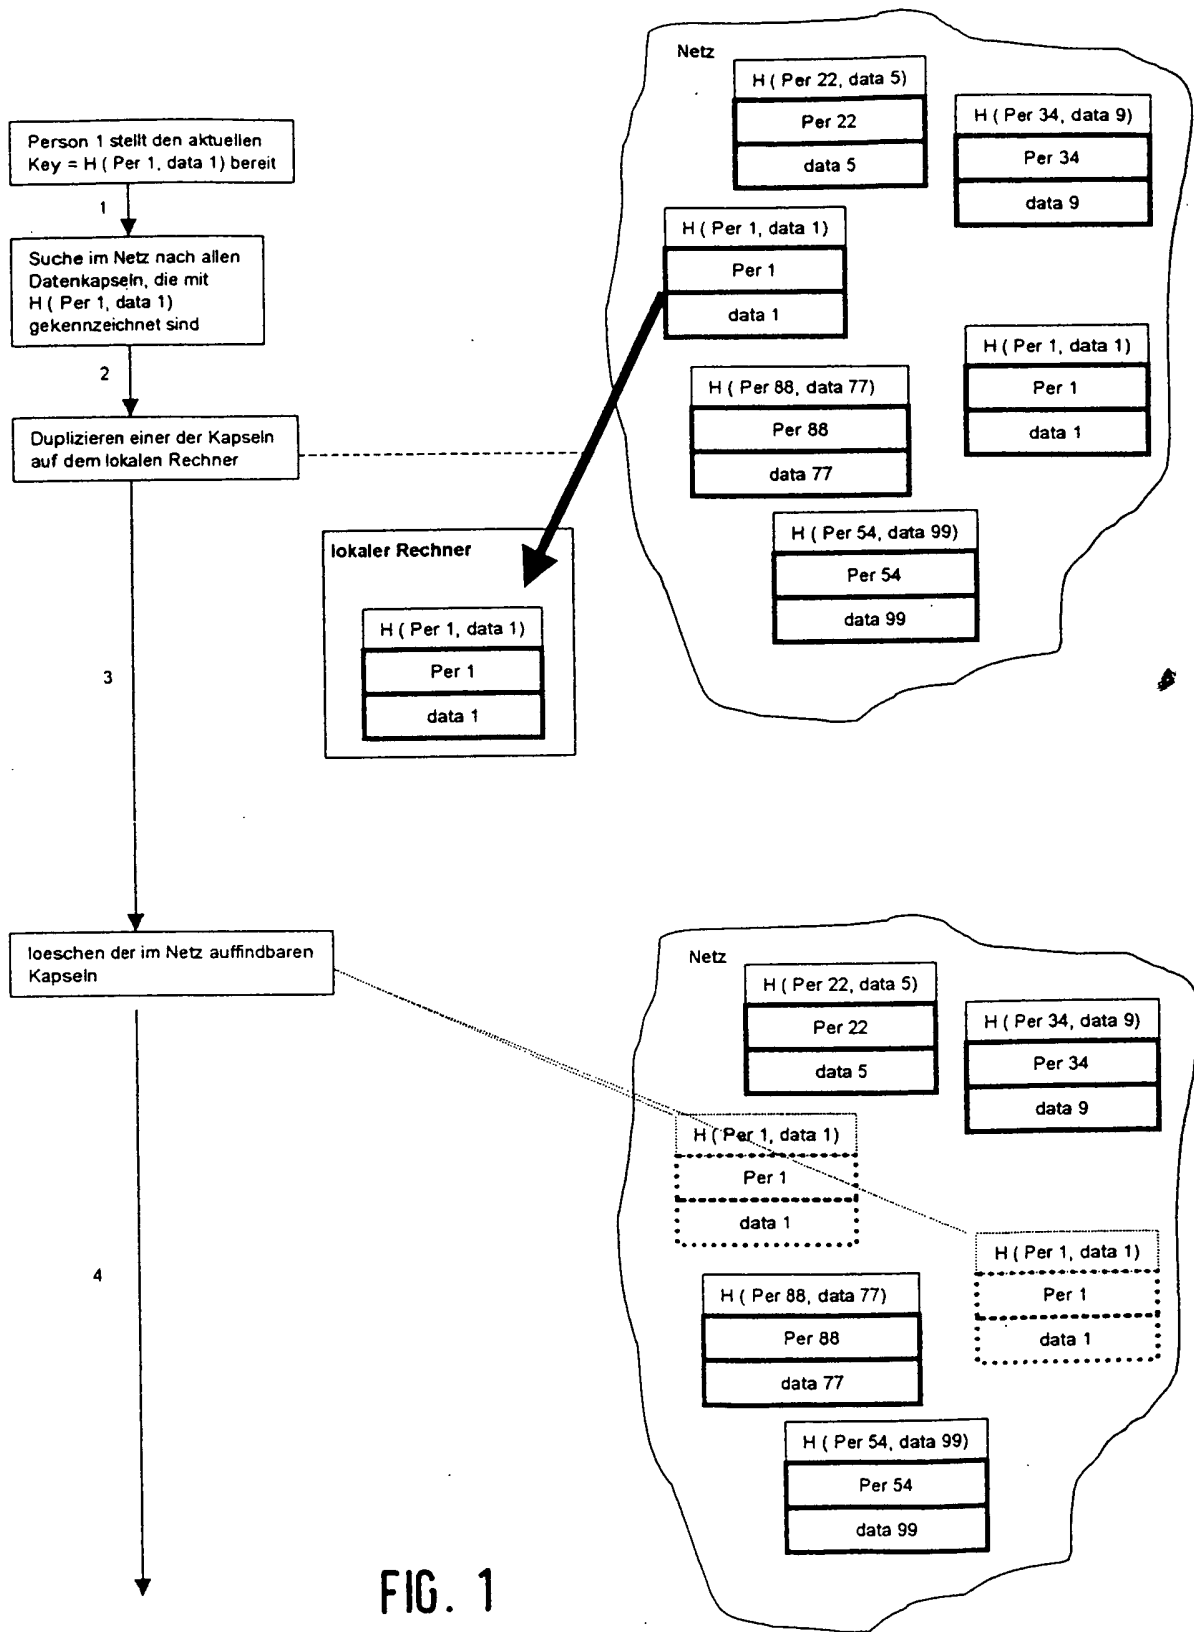 Person 1 stellt den aktuellen
Key = H ( Per 1, data 1) bereit
1
Suche im Netz nach allen
Datenkapseln, die mit
H ( Per 1, data 1)
gekennzeichnet sind
2
Duplizieren einer der Kapseln
auf dem lokalen Rechner
3
Netz
H ( Per 22, data 5)
Per 22
data 5
H ( Per 34, data 9)
Per 34
data 9
H ( Per 1, data 1)
Per 1
data 1
H ( Per 1, data 1)
Per 1
data 1
H ( Per 88, data 77)
Per 88
data 77
H ( Per 54, data 99)
Per 54
data 99
lokaler Rechner
H ( Per 1, data 1)
Per 1
data 1
loeschen der im Netz auffindbaren
Kapseln
4
Netz
H ( Per 22, data 5)
Per 22
data 5
H ( Per 34, data 9)
Per 34
data 9
H ( Per 1, data 1)
Per 1
data 1
H ( Per 1, data 1)
Per 1
data 1
H ( Per 88, data 77)
Per 88
data 77
H ( Per 54, data 99)
Per 54
data 99
FIG. 1